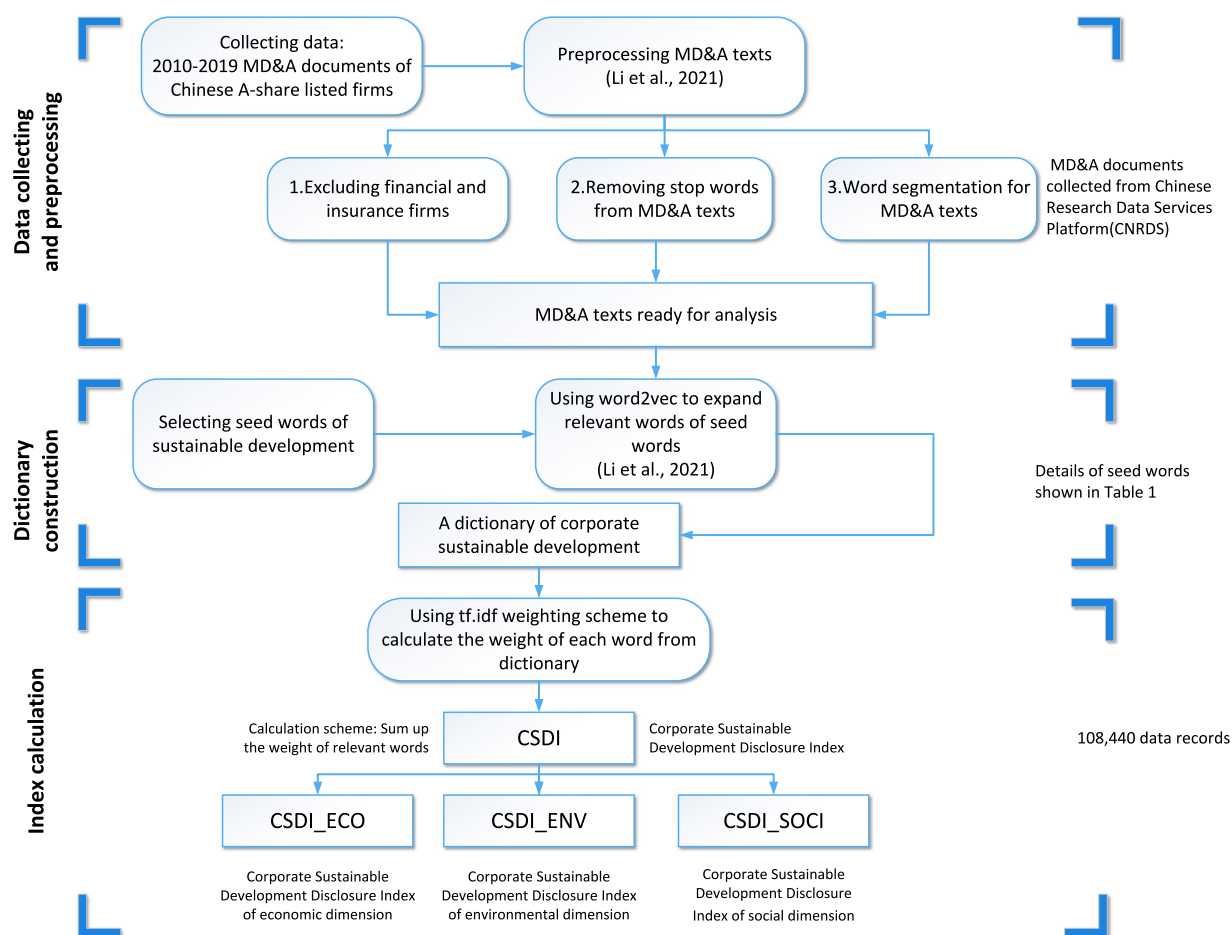 Data collecting
and preprocessing
Collecting data:
2010-2019 MD&A documents of
Chinese A-share listed firms
Preprocessing MD&A texts
(Li et al., 2021)
1.Excluding financial and
insurance firms
2.Removing stop words
from MD&A texts
3.Word segmentation for
MD&A texts
MD&A documents
collected from Chinese
Research Data Services
Platform(CNRDS)
MD&A texts ready for analysis
Dictionary
construction
Selecting seed words of
sustainable development
Using word2vec to expand
relevant words of seed
words
(Li et al., 2021)
Details of seed words
shown in Table 1
A dictionary of corporate
sustainable development
Index calculation
Using tf.idf weighting scheme to
calculate the weight of each word from
dictionary
Calculation scheme: Sum up
the weight of relevant words
CSDI
Corporate Sustainable
Development Disclosure Index
108,440 data records
CSDI_ECO
CSDI_ENV
CSDI_SOCI
Corporate Sustainable
Development Disclosure Index
of economic dimension
Corporate Sustainable
Development Disclosure Index
of environmental dimension
Corporate Sustainable
Development Disclosure
Index of social dimension